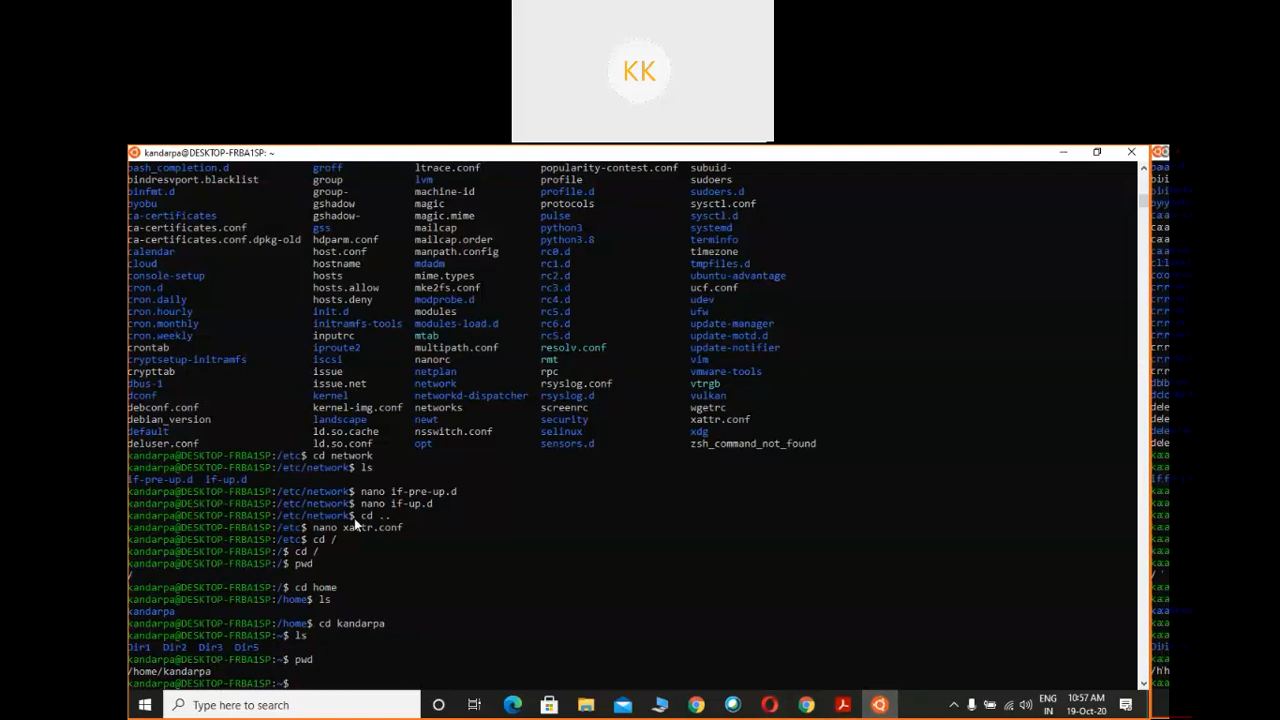 KK
kandarpa@DESKTOP-FRBA1SP: ~
bash_completion.d groff ltrace.conf popularity-contest.conf subuid-
bindresvport.blacklist group lvm profile sudoers
binfmt.d group- machine-id profile.d sudoers.d
byobu gshadow magic protocols sysctl.conf
ca-certificates gshadow- magic.mime pulse sysctl.d
ca-certificates.conf gss mailcap python3 systemd
ca-certificates.conf.dpkg-old hdparm.conf mailcap.order python3.8 terminfo
calendar host.conf manpath.config rc0.d timezone
cloud hostname mdadm rc1.d tmpfiles.d
console-setup hosts mime.types rc2.d ubuntu-advantage
cron.d hosts.allow mke2fs.conf rc3.d ucf.conf
cron.daily hosts.deny modprobe.d rc4.d udev
cron.hourly init.d modules rc5.d ufw
cron.monthly initramfs-tools modules-load.d rc6.d update-manager
cron.weekly inputrc mtab rcS.d update-motd.d
crontab iproute2 multipath.conf resolv.conf update-notifier
cryptsetup-initramfs iscsi nanorc rmt vim
crypttab issue netplan rpc vmware-tools
dbus-1 issue.net network rsyslog.conf vtrgb
dconf kernel networkd-dispatcher rsyslog.d vulkan
debconf.conf kernel-img.conf networks screenrc wgetrc
debian_version landscape newt security xattr.conf
default ld.so.cache nsswitch.conf selinux xdg
deluser.conf ld.so.conf opt sensors.d zsh_command_not_found
kandarpa@DESKTOP-FRBA1SP:/etc$ cd network
kandarpa@DESKTOP-FRBA1SP:/etc/network$ ls
if-pre-up.d if-up.d
kandarpa@DESKTOP-FRBA1SP:/etc/network$ nano if-pre-up.d
kandarpa@DESKTOP-FRBA1SP:/etc/network$ nano if-up.d
kandarpa@DESKTOP-FRBA1SP:/etc/network$ cd ..
kandarpa@DESKTOP-FRBA1SP:/etc$ nano xattr.conf
kandarpa@DESKTOP-FRBA1SP:/etc$ cd /
kandarpa@DESKTOP-FRBA1SP:/$ cd /
kandarpa@DESKTOP-FRBA1SP:/$ pwd
/
kandarpa@DESKTOP-FRBA1SP:/$ cd home
kandarpa@DESKTOP-FRBA1SP:/home$ ls
kandarpa
kandarpa@DESKTOP-FRBA1SP:/home$ cd kandarpa
kandarpa@DESKTOP-FRBA1SP:~$ ls
Dir1 Dir2 Dir3 Dir5
kandarpa@DESKTOP-FRBA1SP:~$ pwd
/home/kandarpa
kandarpa@DESKTOP-FRBA1SP:~$
Type here to search
ENG 10:57 AM
IN 19-Oct-20